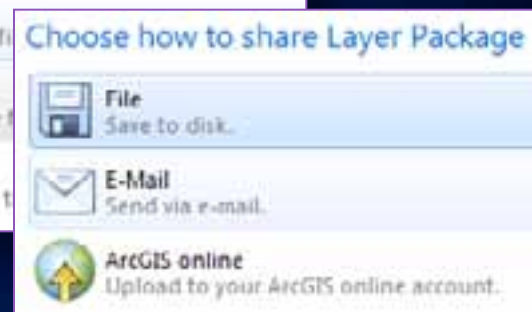 Choose how to share Layer Package
File
Save to disk.
E-Mail
Send via e-mail.
ArcGIS online
Upload to your ArcGIS online account.